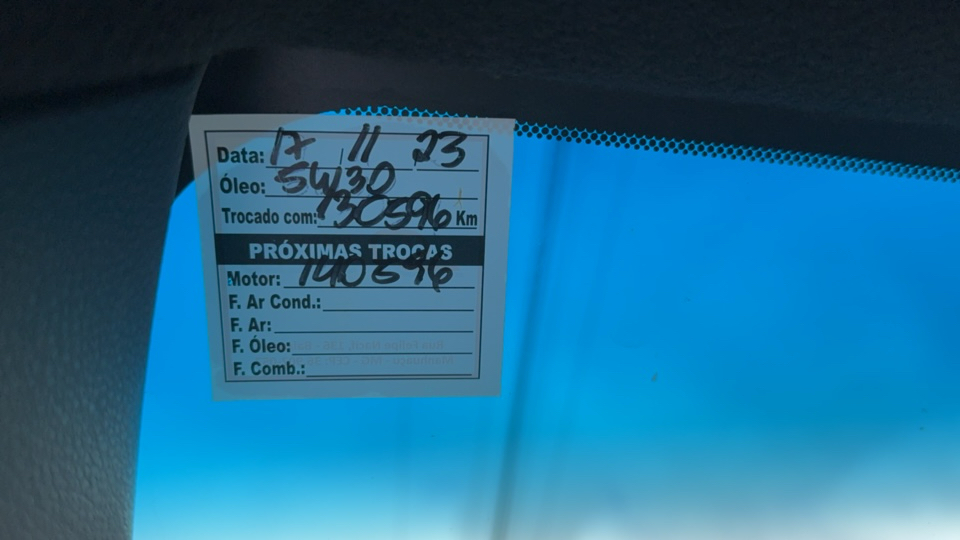 Data: 17 / 11 / 23
Óleo: 5W30
Trocado com: 130596 Km
PRÓXIMAS TROCAS
Motor: 140596
F. Ar Cond.:
F. Ar:
F. Óleo:
F. Comb.: